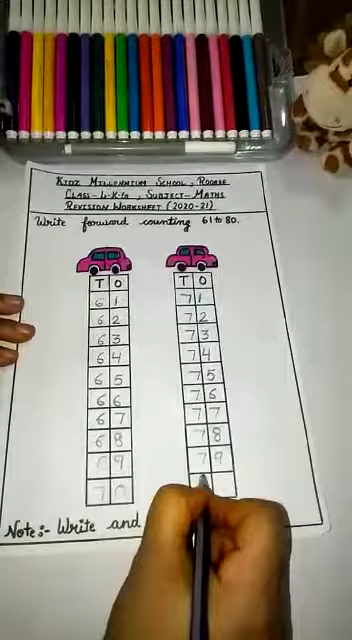 Kidz Millennium School, Roorke
Class-L.K.G, Subject-Maths
Revision Worksheet (2020-21)
Write forward counting 61 to 80.
T O
6 1
6 2
6 3
6 4
6 5
6 6
6 7
6 8
6 9
7 0
T O
7 1
7 2
7 3
7 4
7 5
7 6
7 7
7 8
7 9
Note:- Write and